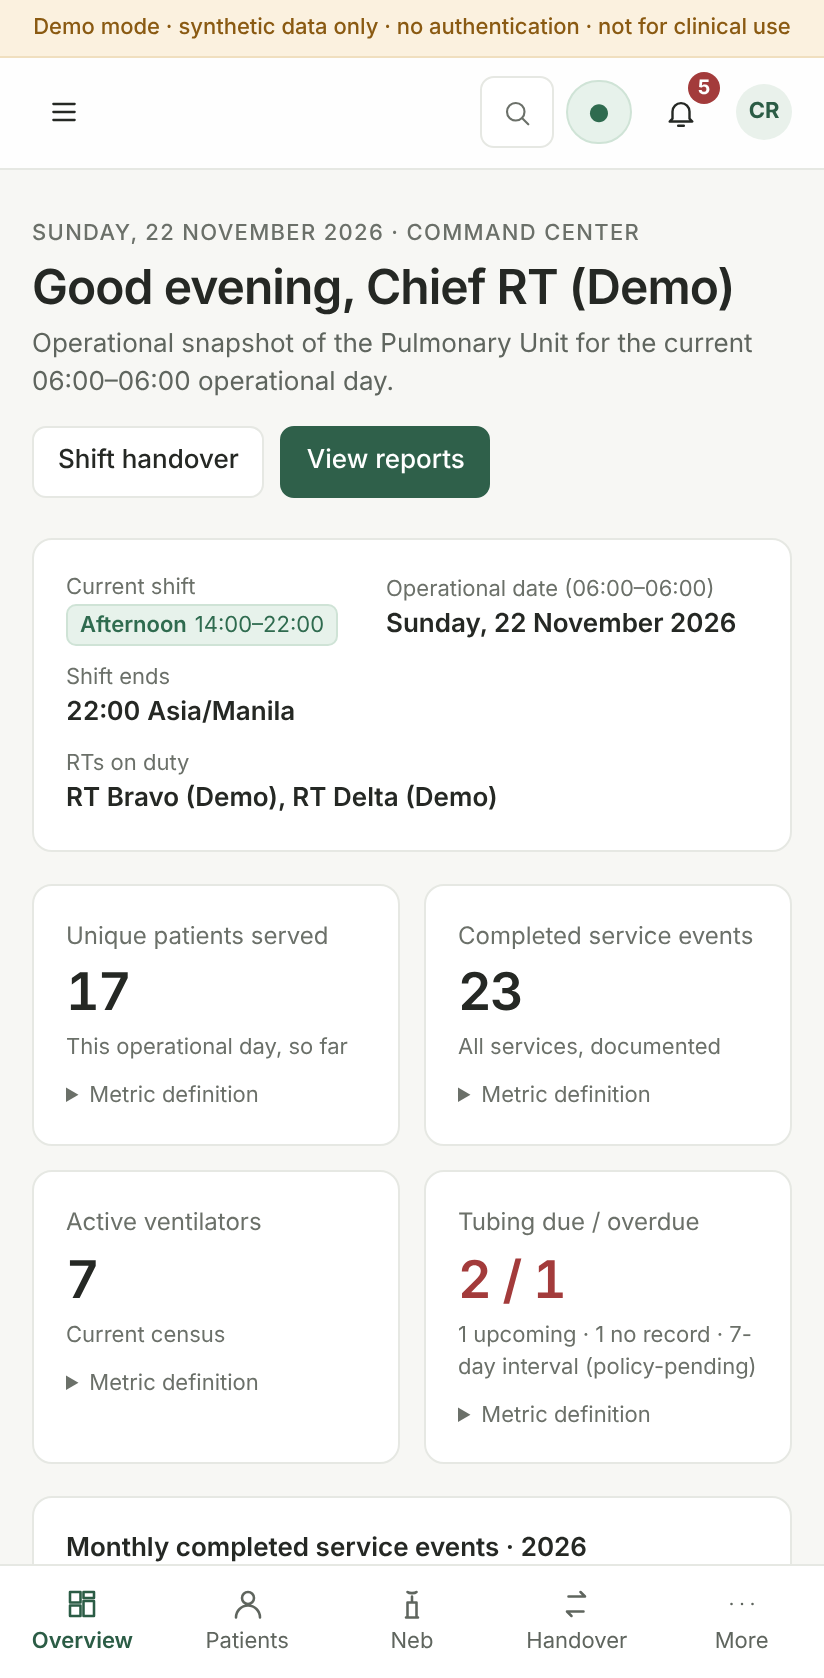 Demo mode · synthetic data only · no authentication · not for clinical use
5
CR
SUNDAY, 22 NOVEMBER 2026 · COMMAND CENTER
Good evening, Chief RT (Demo)
Operational snapshot of the Pulmonary Unit for the current
06:00–06:00 operational day.
Shift handover
View reports
Current shift
Afternoon 14:00–22:00
Operational date (06:00–06:00)
Sunday, 22 November 2026
Shift ends
22:00 Asia/Manila
RTs on duty
RT Bravo (Demo), RT Delta (Demo)
Unique patients served
17
This operational day, so far
Metric definition
Completed service events
23
All services, documented
Metric definition
Active ventilators
7
Current census
Metric definition
Tubing due / overdue
2 / 1
1 upcoming · 1 no record · 7-
day interval (policy-pending)
Metric definition
Monthly completed service events · 2026
Overview
Patients
Neb
Handover
More